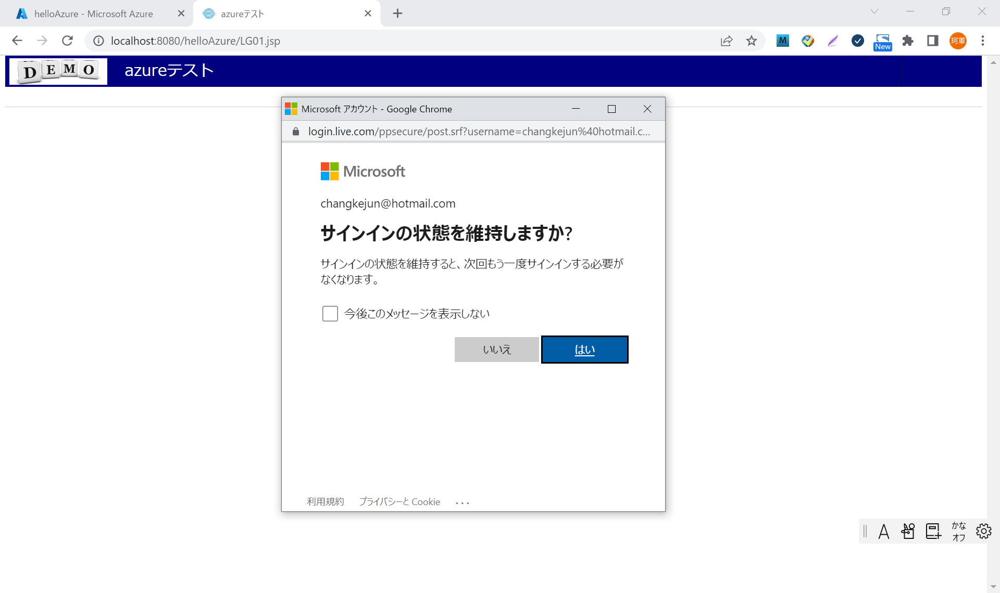 helloAzure - Microsoft Azure
azureテスト
localhost:8080/helloAzure/LG01.jsp
M
New
珂軍
DEMO
azureテスト
Microsoft アカウント - Google Chrome
login.live.com/ppsecure/post.srf?username=changkejun%40hotmail.c...
Microsoft
changkejun@hotmail.com
サインインの状態を維持しますか?
サインインの状態を維持すると、次回もう一度サインインする必要が
なくなります。
今後このメッセージを表示しない
いいえ
はい
利用規約
プライバシーと Cookie
...
A
かな
オフ